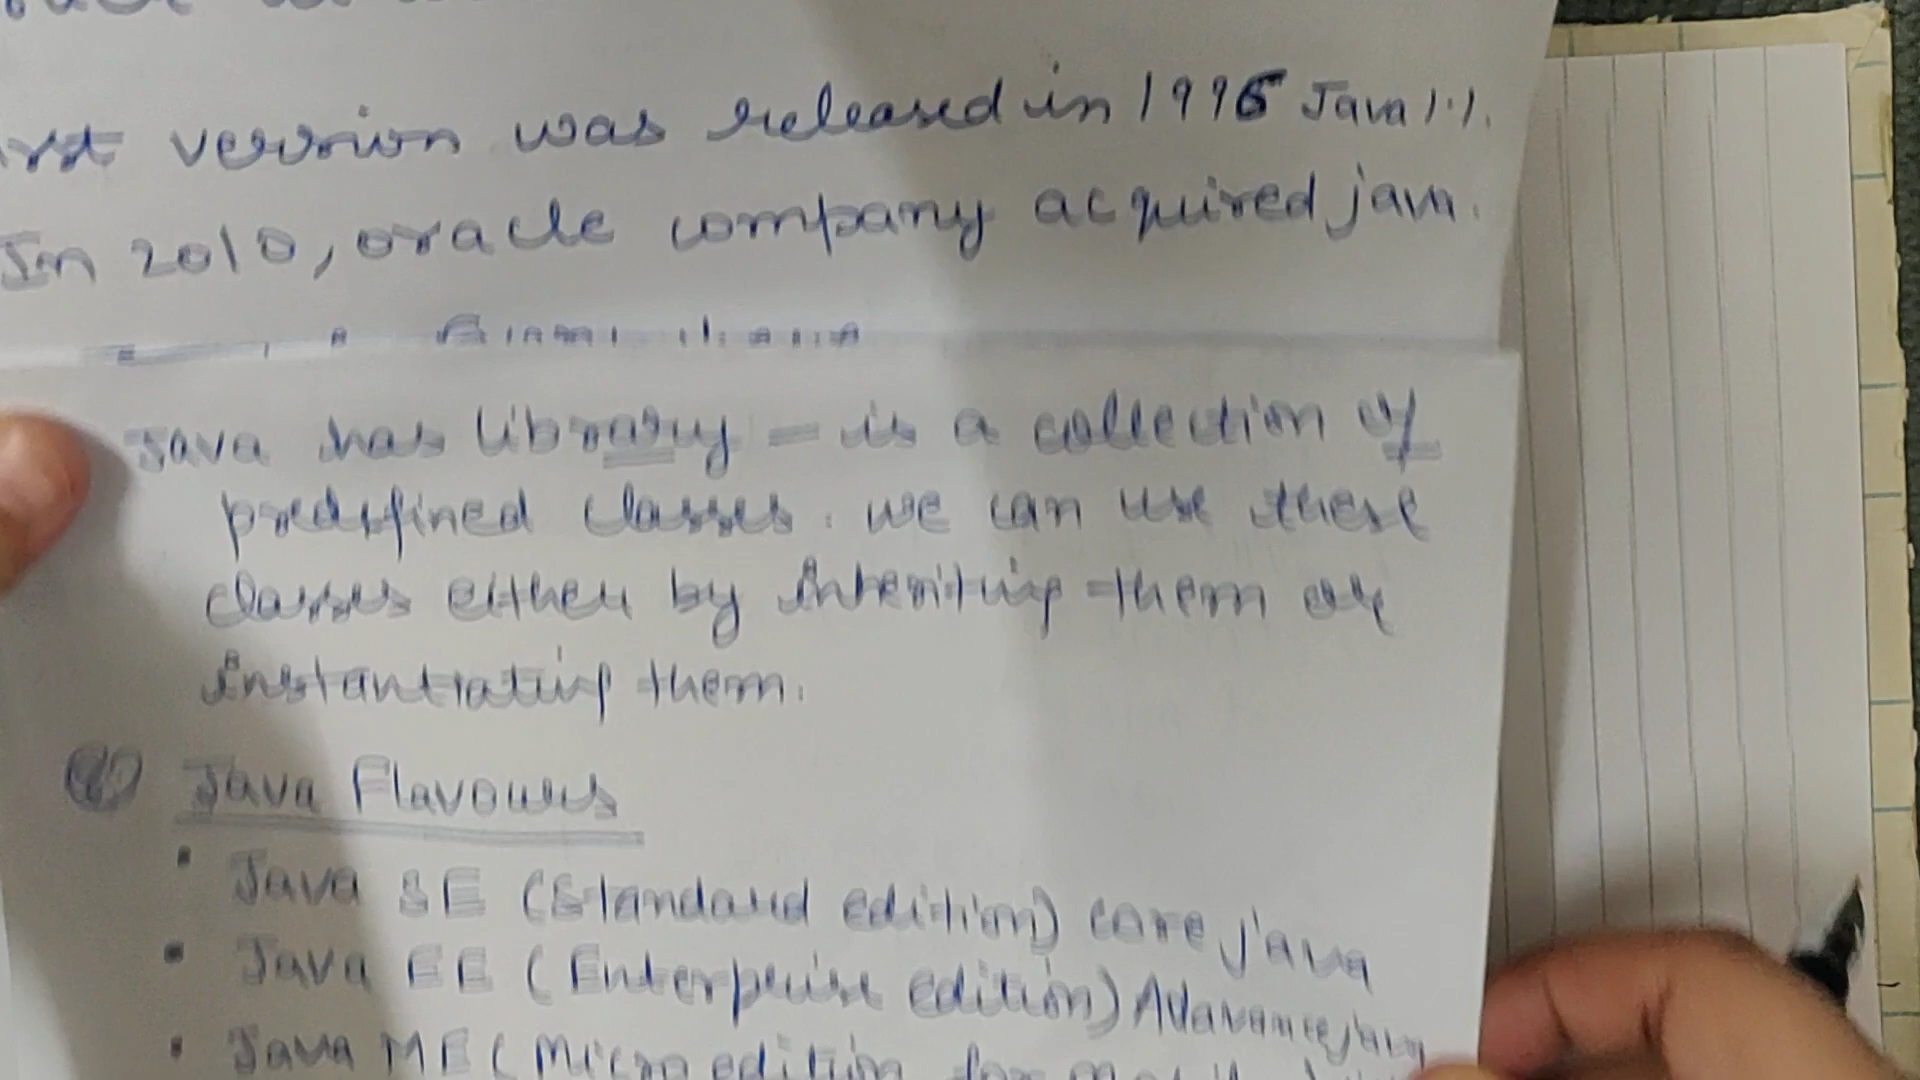 version was released in 1996 Java 1.1.
In 2010, oracle company acquired java.
Java has library - is a collection of
predefined classes. we can use these
classes either by inheriting them or
instantiating them.
Java Flavours
• Java SE (Standard edition) core java
• Java EE (Enterprise edition)
• Java ME (Micro edition for